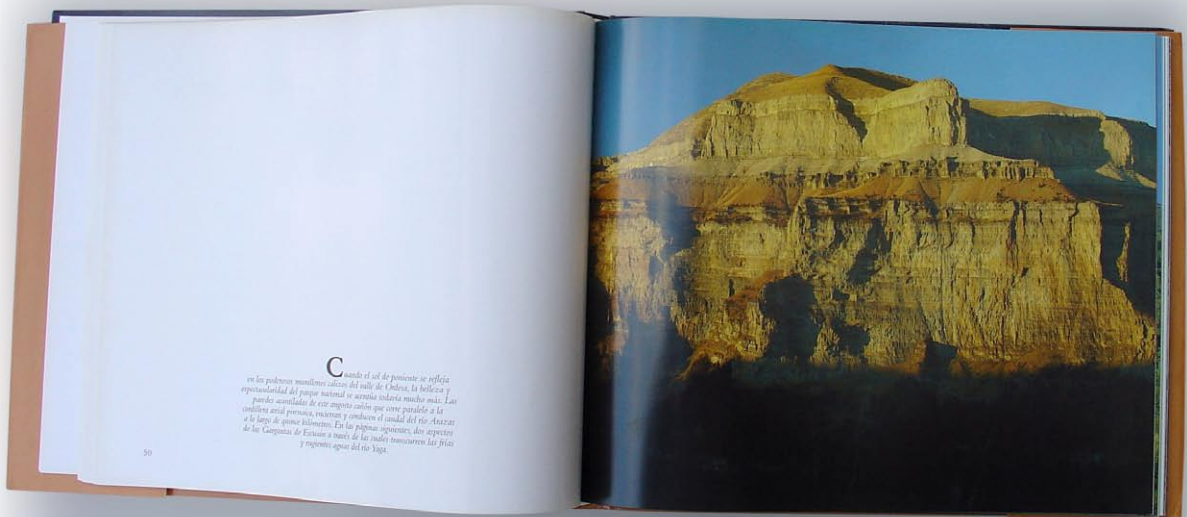 Cuando el sol de poniente se refleja
en los poderosos murallones calizos del valle de Ordesa, la belleza y
espectacularidad del parque nacional se acentúa todavía mucho más. Las
paredes acantiladas de este angosto cañón que corre paralelo a la
cordillera axial pirenaica, encierran y conducen el caudal del río Arazas
a lo largo de quince kilómetros. En las páginas siguientes, dos aspectos
de las Gargantas de Escuaín a través de las cuales transcurren las frías
y rugientes aguas del río Yaga.
50